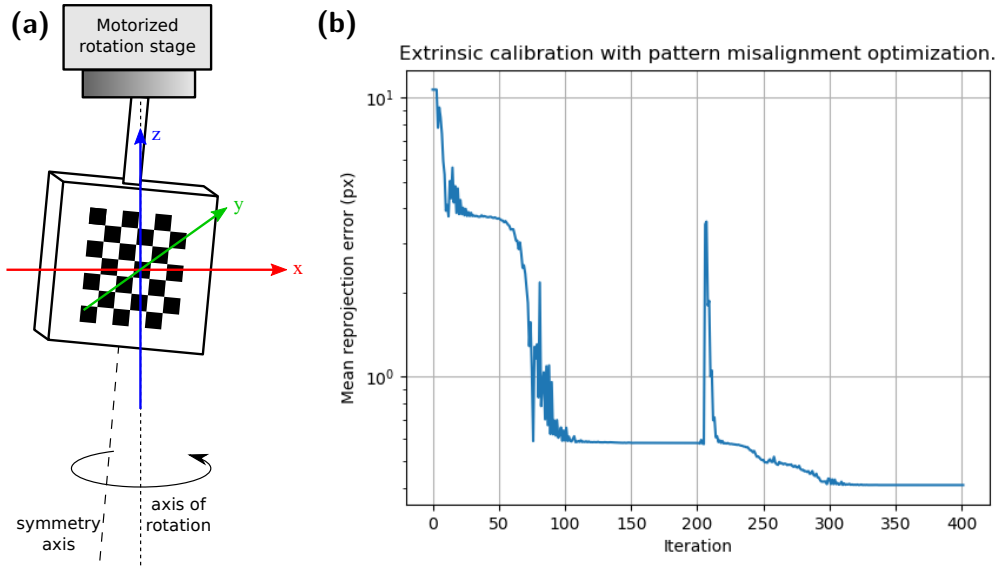 (a)
Motorized
rotation stage
z
y
x
symmetry
axis
axis of
rotation
(b)
Extrinsic calibration with pattern misalignment optimization.
Mean reprojection error (px)
10¹
10⁰
0 50 100 150 200 250 300 350 400
Iteration